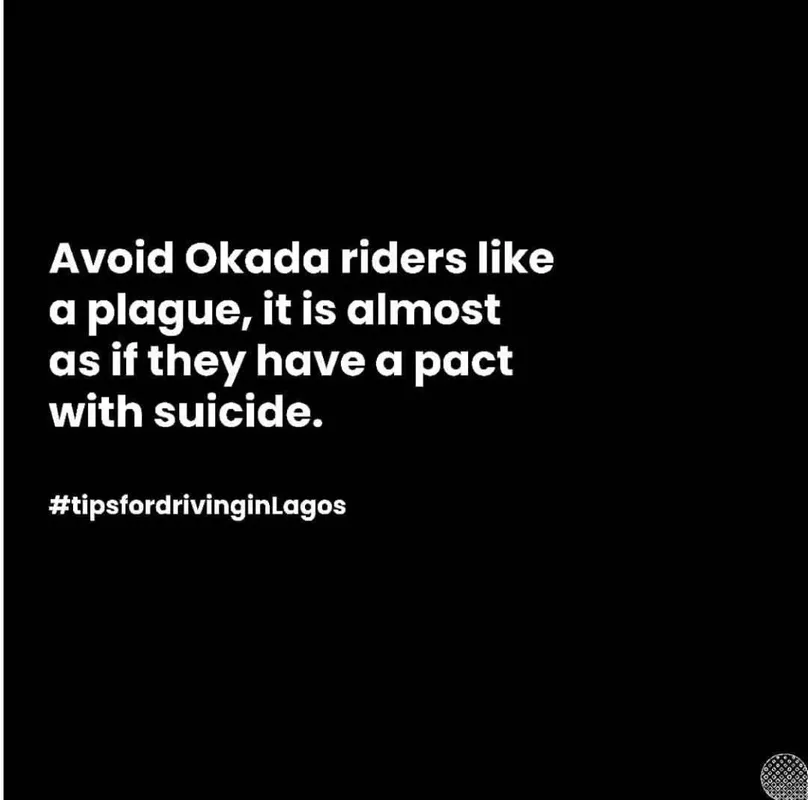 Avoid Okada riders like
a plague, it is almost
as if they have a pact
with suicide.
#tipsfordrivinginLagos